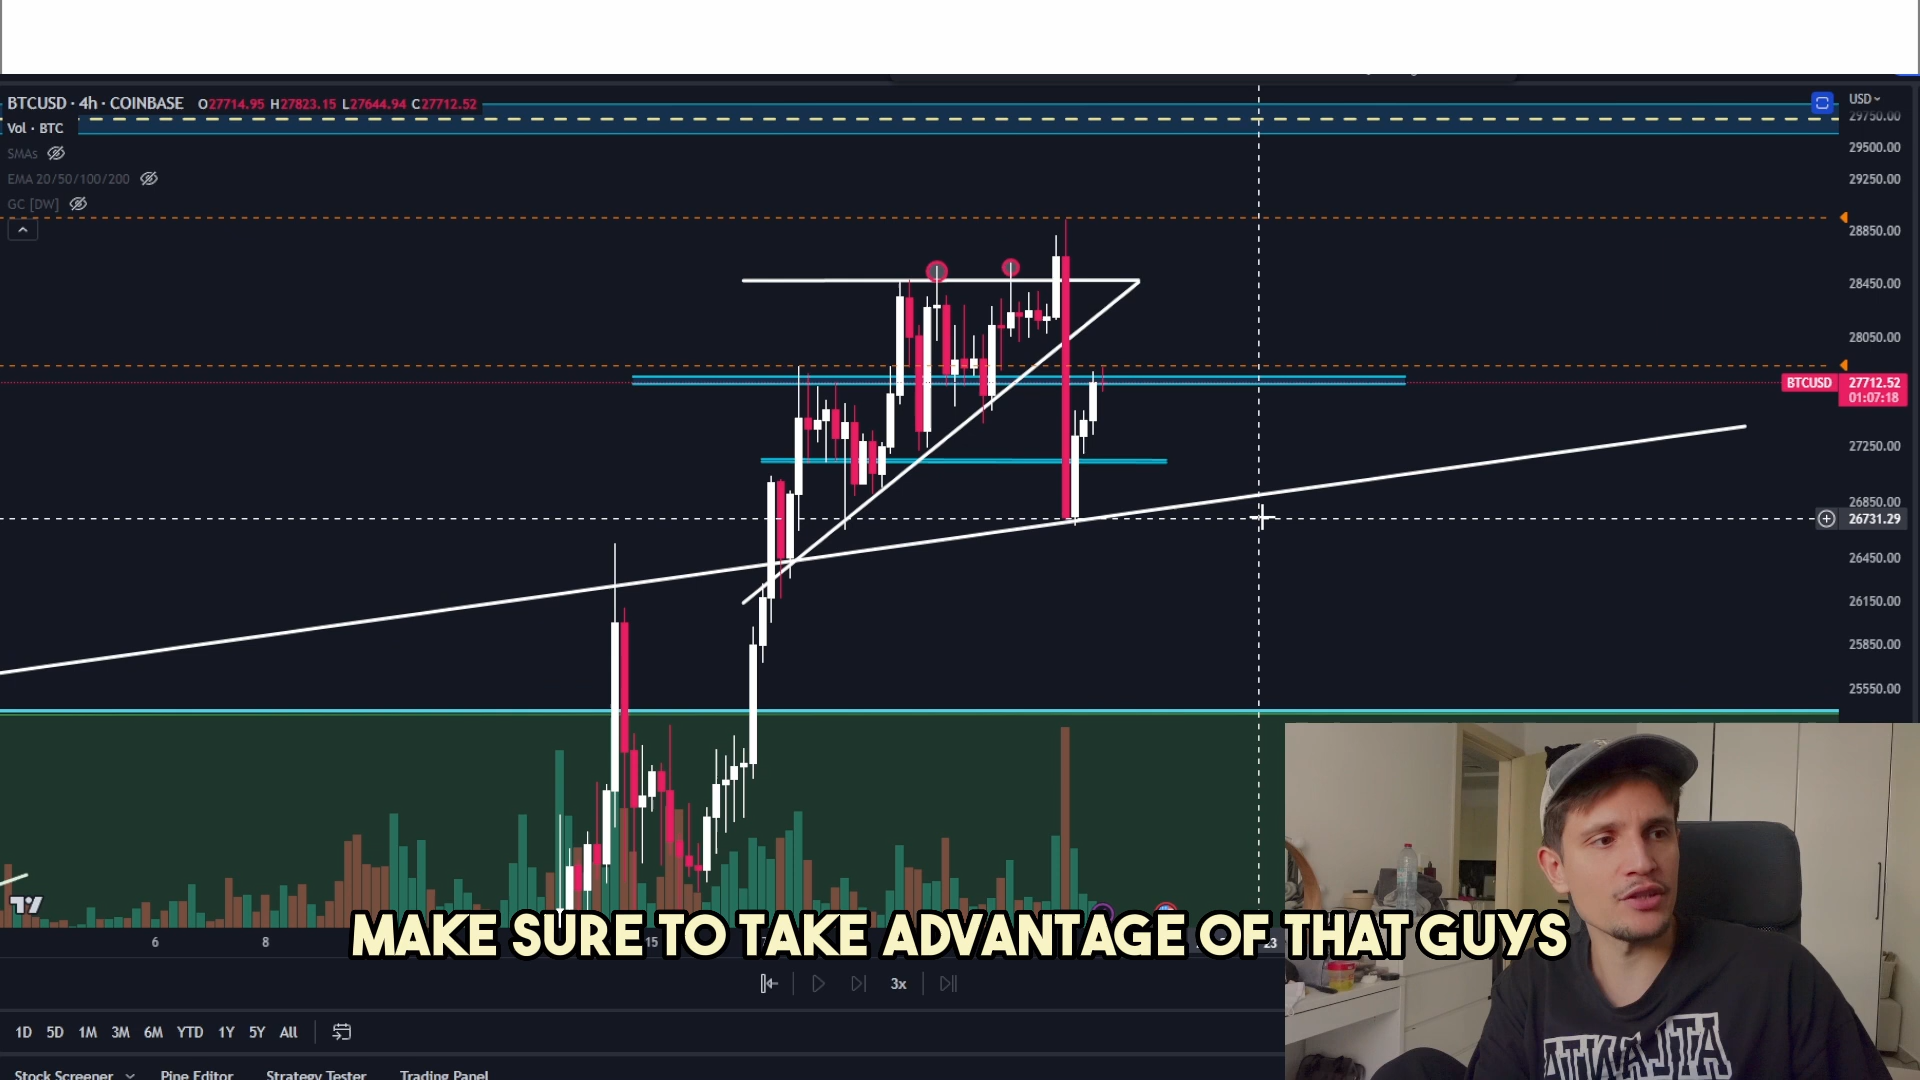 BTCUSD · 4h · COINBASE O27714.95 H27823.15 L27644.94 C27712.52
USD
29750.00
Vol · BTC
29500.00
SMAs
EMA 20/50/100/200
29250.00
GC [DW]
28850.00
28450.00
28050.00
BTCUSD 27712.52
01:07:18
27250.00
26850.00
26731.29
26450.00
26150.00
25850.00
25550.00
MAKE SURE TO TAKE ADVANTAGE OF THAT GUYS
6 8 15 23
3x
1D 5D 1M 3M 6M YTD 1Y 5Y All
ATLANTA
Stock Screener Pine Editor Strategy Tester Trading Panel